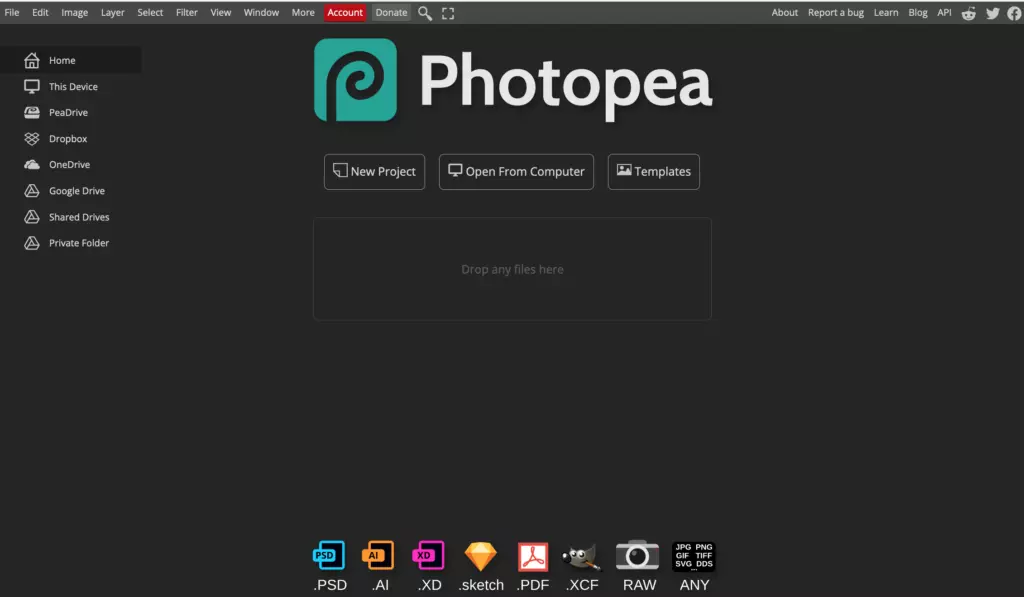 File Edit Image Layer Select Filter View Window More Account Donate About Report a bug Learn Blog API
Home
This Device
PeaDrive
Dropbox
OneDrive
Google Drive
Shared Drives
Private Folder
Photopea
New Project Open From Computer Templates
Drop any files here
PSD AI XD JPG PNG
GIF TIFF
SVG DDS
...
.PSD .AI .XD .sketch .PDF .XCF RAW ANY